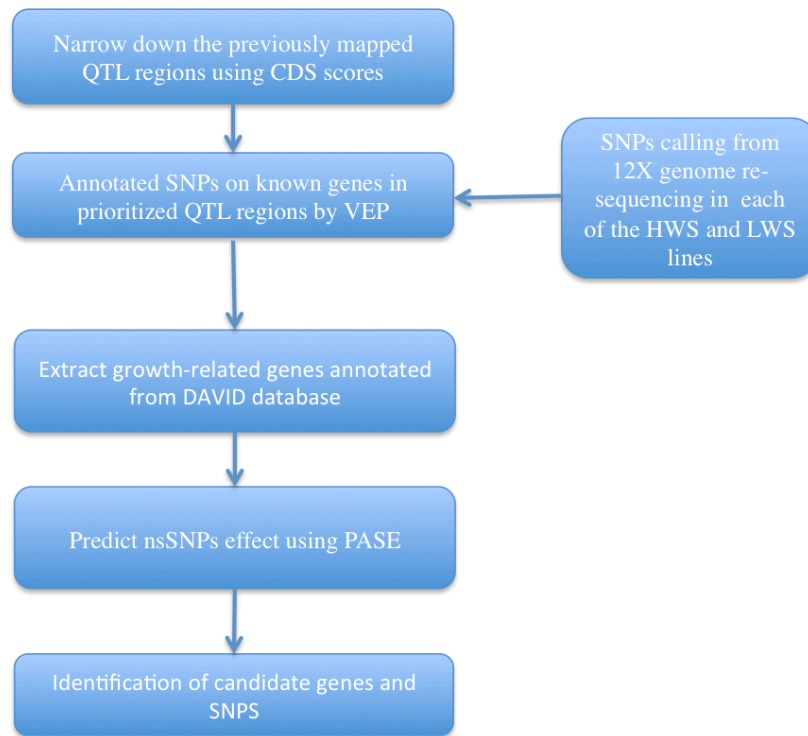 Narrow down the previously mapped
QTL regions using CDS scores
SNPs calling from
12X genome re-
sequencing in each
of the HWS and LWS
lines
Annotated SNPs on known genes in
prioritized QTL regions by VEP
Extract growth-related genes annotated
from DAVID database
Predict nsSNPs effect using PASE
Identification of candidate genes and
SNPS